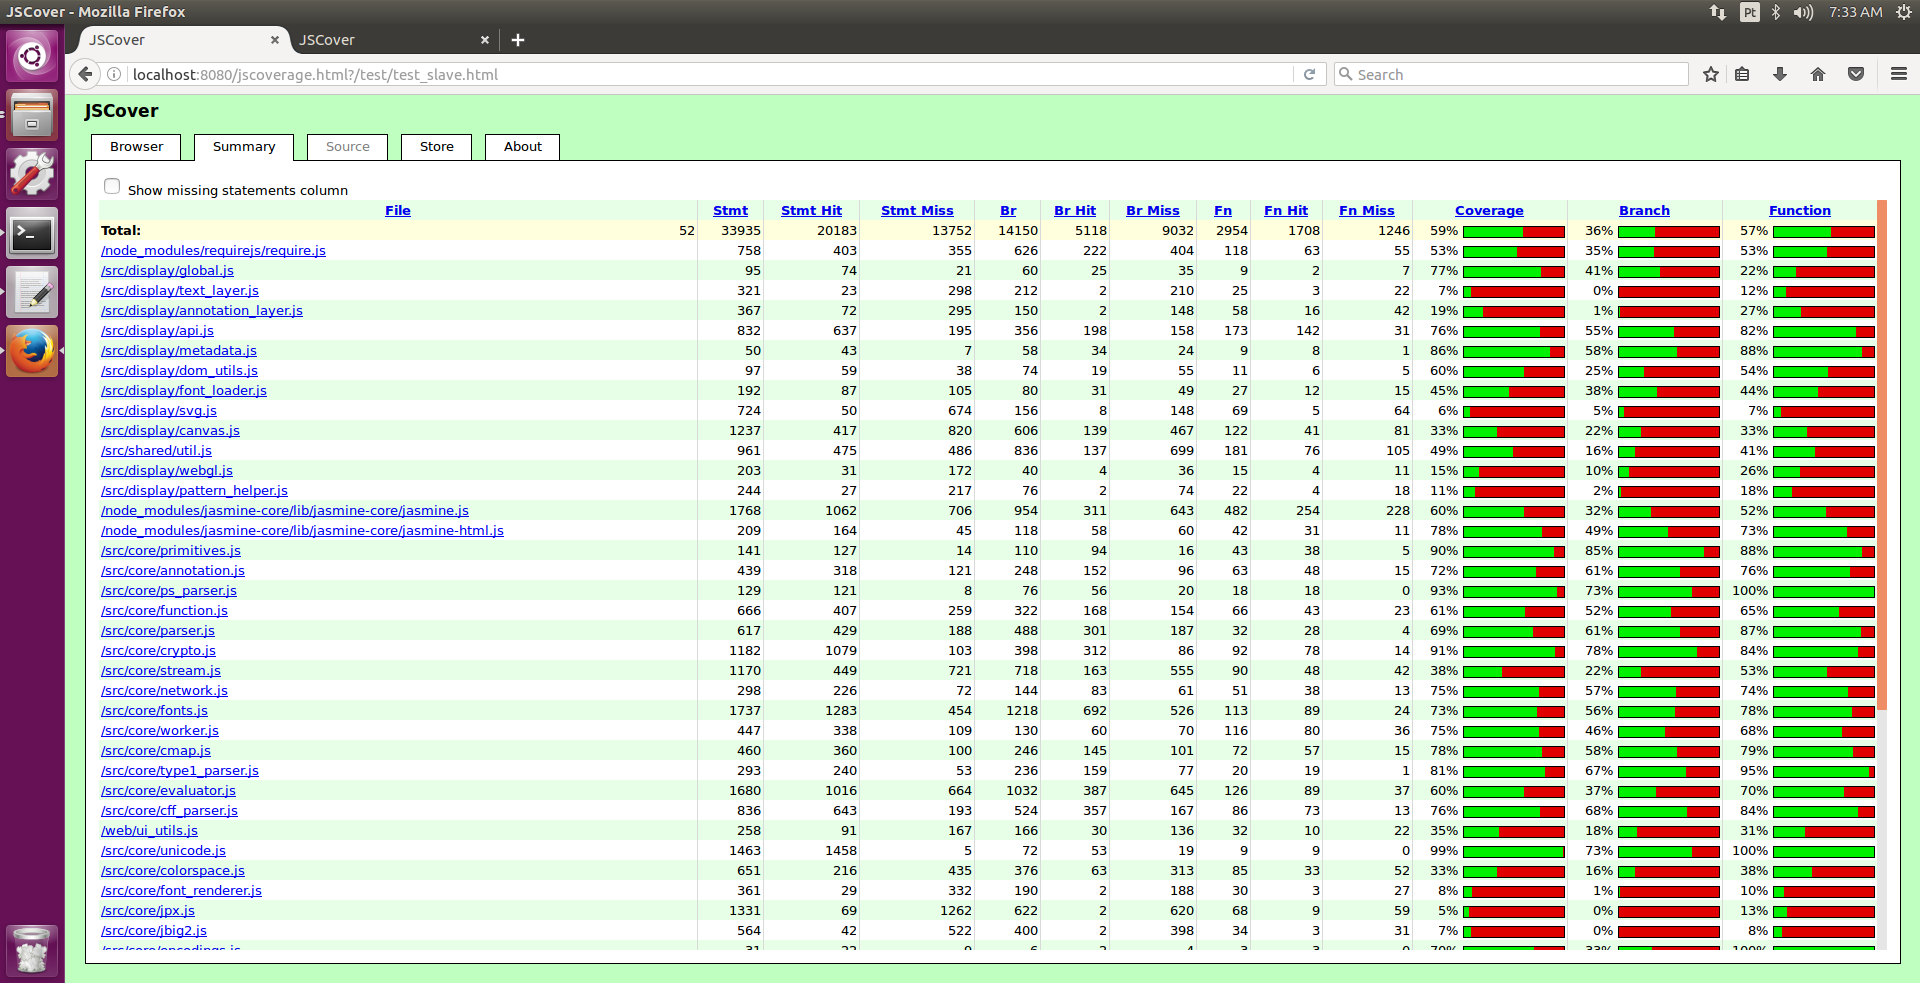 JSCover - Mozilla Firefox
Pt 7:33 AM
JSCover × JSCover × +
localhost:8080/jscoverage.html?/test/test_slave.html Search
JSCover
Browser Summary Source Store About
Show missing statements column
File Stmt Stmt Hit Stmt Miss Br Br Hit Br Miss Fn Fn Hit Fn Miss Coverage Branch Function
Total: 52 33935 20183 13752 14150 5118 9032 2954 1708 1246 59% 36% 57%
/node_modules/requirejs/require.js 758 403 355 626 222 404 118 63 55 53% 35% 53%
/src/display/global.js 95 74 21 60 25 35 9 2 7 77% 41% 22%
/src/display/text_layer.js 321 23 298 212 2 210 25 3 22 7% 0% 12%
/src/display/annotation_layer.js 367 72 295 150 2 148 58 16 42 19% 1% 27%
/src/display/api.js 832 637 195 356 198 158 173 142 31 76% 55% 82%
/src/display/metadata.js 50 43 7 58 34 24 9 8 1 86% 58% 88%
/src/display/dom_utils.js 97 59 38 74 19 55 11 6 5 60% 25% 54%
/src/display/font_loader.js 192 87 105 80 31 49 27 12 15 45% 38% 44%
/src/display/svg.js 724 50 674 156 8 148 69 5 64 6% 5% 7%
/src/display/canvas.js 1237 417 820 606 139 467 122 41 81 33% 22% 33%
/src/shared/util.js 961 475 486 836 137 699 181 76 105 49% 16% 41%
/src/display/webgl.js 203 31 172 40 4 36 15 4 11 15% 10% 26%
/src/display/pattern_helper.js 244 27 217 76 2 74 22 4 18 11% 2% 18%
/node_modules/jasmine-core/lib/jasmine-core/jasmine.js 1768 1062 706 954 311 643 482 254 228 60% 32% 52%
/node_modules/jasmine-core/lib/jasmine-core/jasmine-html.js 209 164 45 118 58 60 42 31 11 78% 49% 73%
/src/core/primitives.js 141 127 14 110 94 16 43 38 5 90% 85% 88%
/src/core/annotation.js 439 318 121 248 152 96 63 48 15 72% 61% 76%
/src/core/ps_parser.js 129 121 8 76 56 20 18 18 0 93% 73% 100%
/src/core/function.js 666 407 259 322 168 154 66 43 23 61% 52% 65%
/src/core/parser.js 617 429 188 488 301 187 32 28 4 69% 61% 87%
/src/core/crypto.js 1182 1079 103 398 312 86 92 78 14 91% 78% 84%
/src/core/stream.js 1170 449 721 718 163 555 90 48 42 38% 22% 53%
/src/core/network.js 298 226 72 144 83 61 51 38 13 75% 57% 74%
/src/core/fonts.js 1737 1283 454 1218 692 526 113 89 24 73% 56% 78%
/src/core/worker.js 447 338 109 130 60 70 116 80 36 75% 46% 68%
/src/core/cmap.js 460 360 100 246 145 101 72 57 15 78% 58% 79%
/src/core/type1_parser.js 293 240 53 236 159 77 20 19 1 81% 67% 95%
/src/core/evaluator.js 1680 1016 664 1032 387 645 126 89 37 60% 37% 70%
/src/core/cff_parser.js 836 643 193 524 357 167 86 73 13 76% 68% 84%
/web/ui_utils.js 258 91 167 166 30 136 32 10 22 35% 18% 31%
/src/core/unicode.js 1463 1458 5 72 53 19 9 9 0 99% 73% 100%
/src/core/colorspace.js 651 216 435 376 63 313 85 33 52 33% 16% 38%
/src/core/font_renderer.js 361 29 332 190 2 188 30 3 27 8% 1% 10%
/src/core/jpx.js 1331 69 1262 622 2 620 68 9 59 5% 0% 13%
/src/core/jbig2.js 564 42 522 400 2 398 34 3 31 7% 0% 8%
/src/core/encodings.js 31 22 9 6 2 4 3 3 0 70% 33% 100%